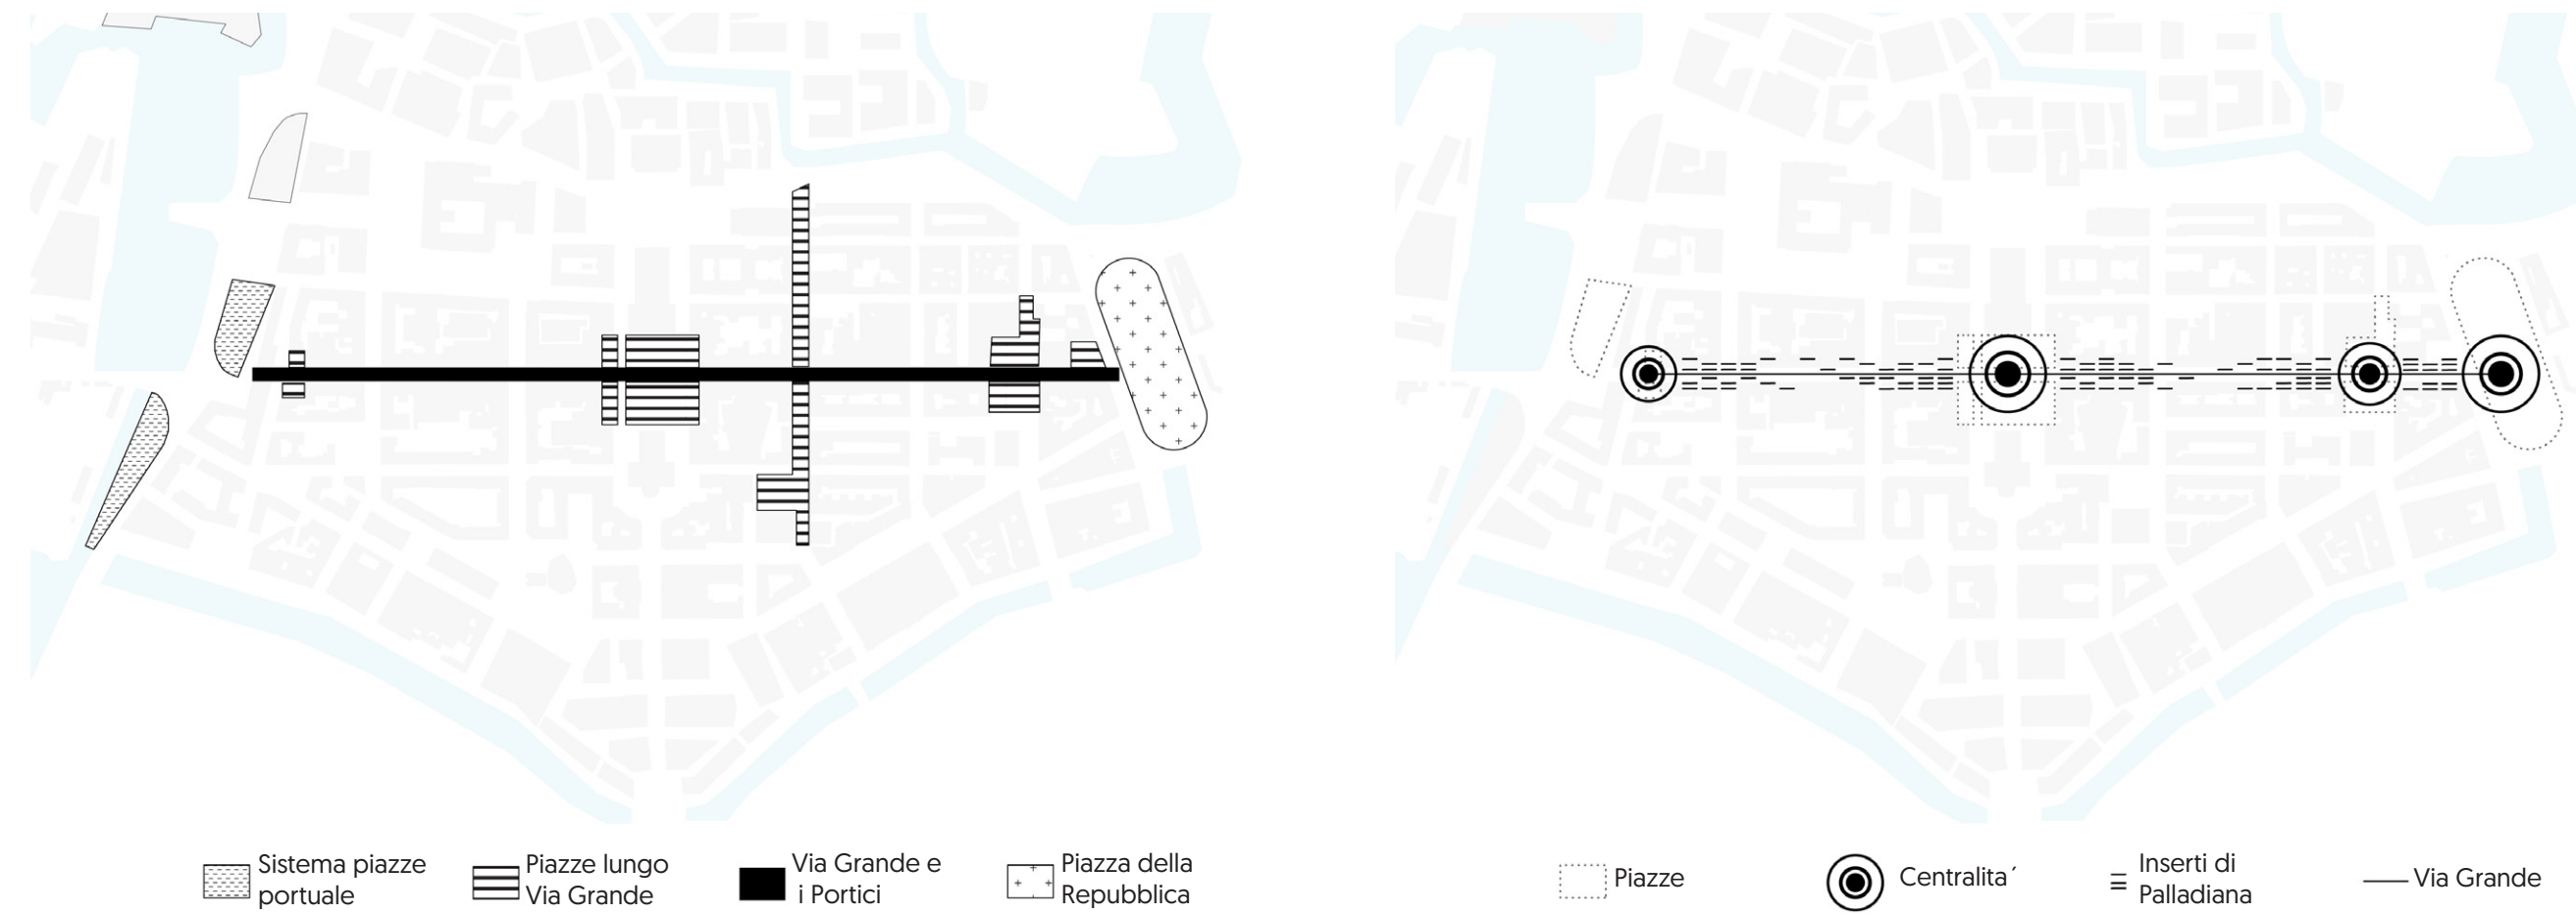 Sistema piazze
portuale
Piazze lungo
Via Grande
Via Grande e
i Portici
Piazza della
Repubblica
Piazze
Centralita´
Inserti di
Palladiana
Via Grande